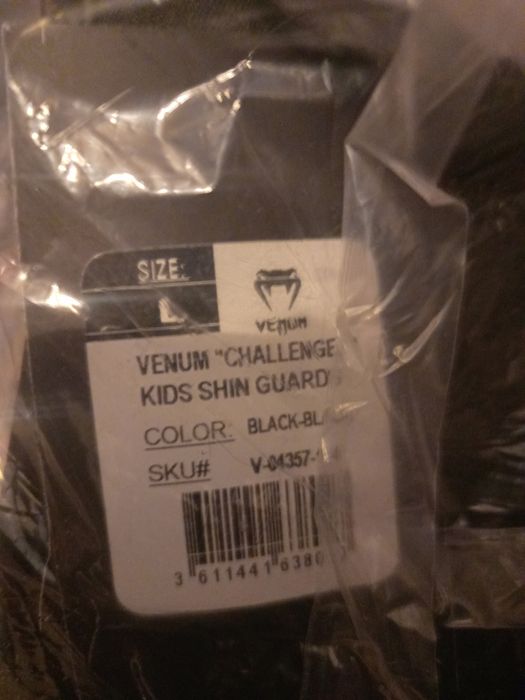 SIZE:
L
VENUM
VENUM "CHALLENGE
KIDS SHIN GUARD
COLOR: BLACK-BL
SKU# V-04357-
3 611441 6380